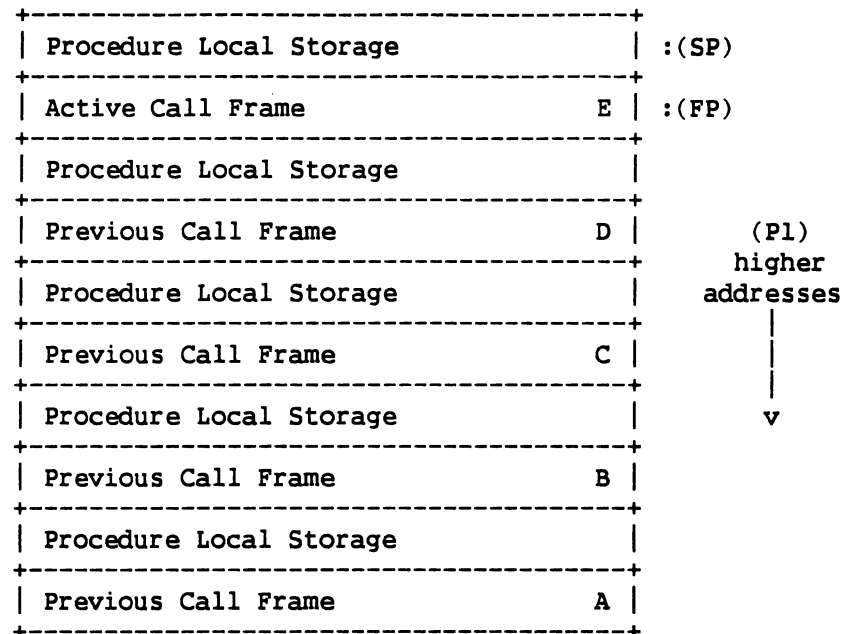 Procedure Local Storage :(SP)
Active Call Frame E :(FP)
Procedure Local Storage
Previous Call Frame D (P1)
higher
Procedure Local Storage addresses
Previous Call Frame C
Procedure Local Storage v
Previous Call Frame B
Procedure Local Storage
Previous Call Frame A